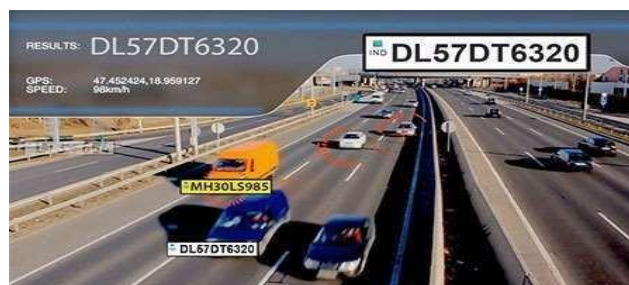 RESULTS: DL57DT6320
IND DL57DT6320
GPS: 47.452424,18.959127
SPEED: 98km/h
MH30LS985
DL57DT6320